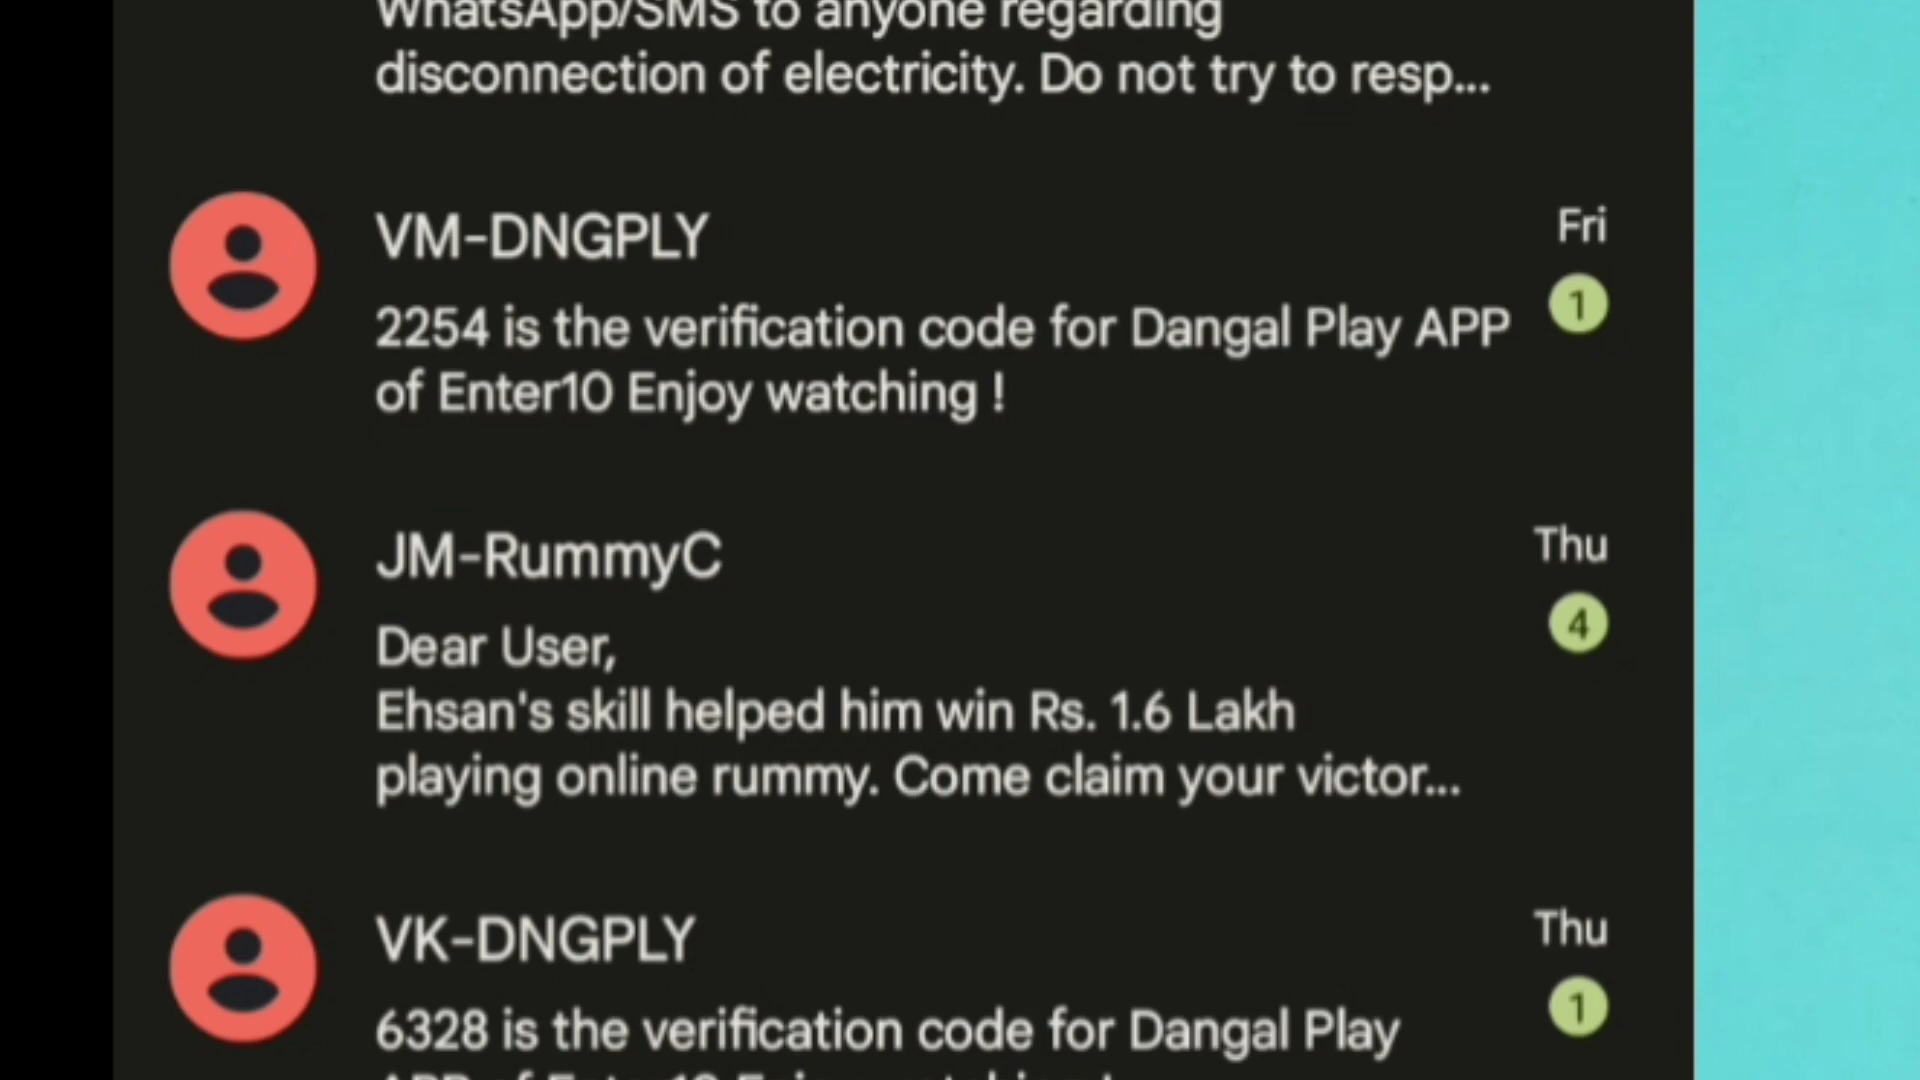 WhatsApp/SMS to anyone regarding
disconnection of electricity. Do not try to resp...
VM-DNGPLY
Fri
2254 is the verification code for Dangal Play APP
1
of Enter10 Enjoy watching !
JM-RummyC
Thu
4
Dear User,
Ehsan's skill helped him win Rs. 1.6 Lakh
playing online rummy. Come claim your victor...
VK-DNGPLY
Thu
1
6328 is the verification code for Dangal Play